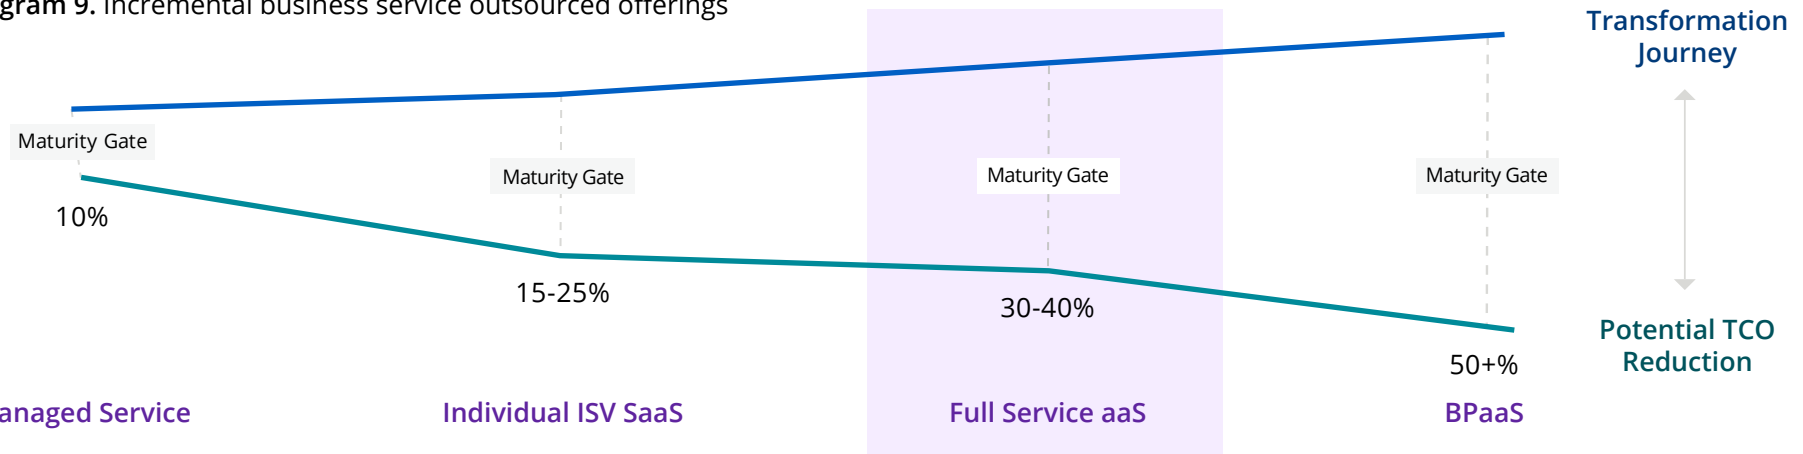 gram 9. Incremental business service outsourced offerings
Transformation
Journey
Maturity Gate
Maturity Gate
Maturity Gate
Maturity Gate
10%
15-25%
30-40%
50+%
Potential TCO
Reduction
anaged Service
Individual ISV SaaS
Full Service aaS
BPaaS